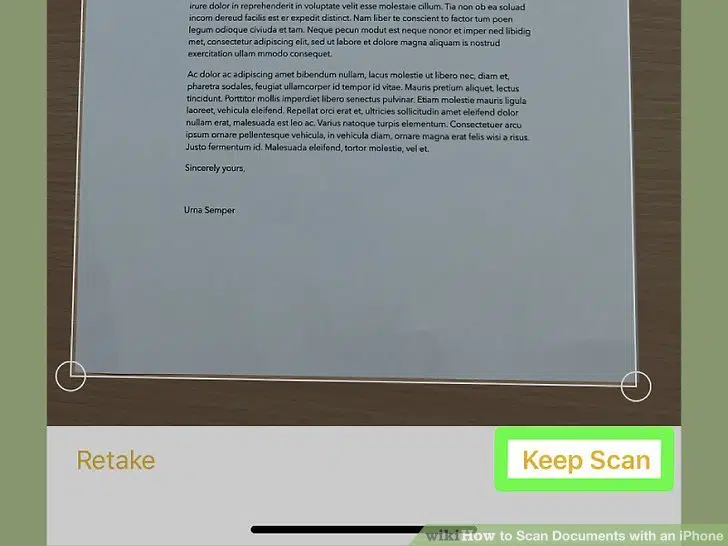 irure dolor in reprehenderit in voluptate velit esse molestaie cillum. Tia non ob ea soluad
incom dereud facilis est er expedit distinct. Nam liber te conscient to factor tum poen
legum odioque civiuda et tam. Neque pecun modut est neque nonor et imper ned libidig
met, consectetur adipiscing elit, sed ut labore et dolore magna aliquam is nostrud
exercitation ullam mmodo consequet.
Ac dolor ac adipiscing amet bibendum nullam, lacus molestie ut libero nec, diam et,
pharetra sodales, feugiat ullamcorper id tempor id vitae. Mauris pretium aliquet, lectus
tincidunt. Porttitor mollis imperdiet libero senectus pulvinar. Etiam molestie mauris ligula
laoreet, vehicula eleifend. Repellat orci erat et, ultricies sollicitudin amet eleifend dolor
nullam erat, malesuada est leo ac. Varius natoque turpis elementum. Consectetuer arcu
ipsum ornare pellentesque vehicula, in vehicula diam, ornare magna erat felis wisi a risus.
Justo fermentum id. Malesuada eleifend, tortor molestie, vel et.
Sincerely yours,
Urna Semper
Retake
Keep Scan
wikiHow to Scan Documents with an iPhone